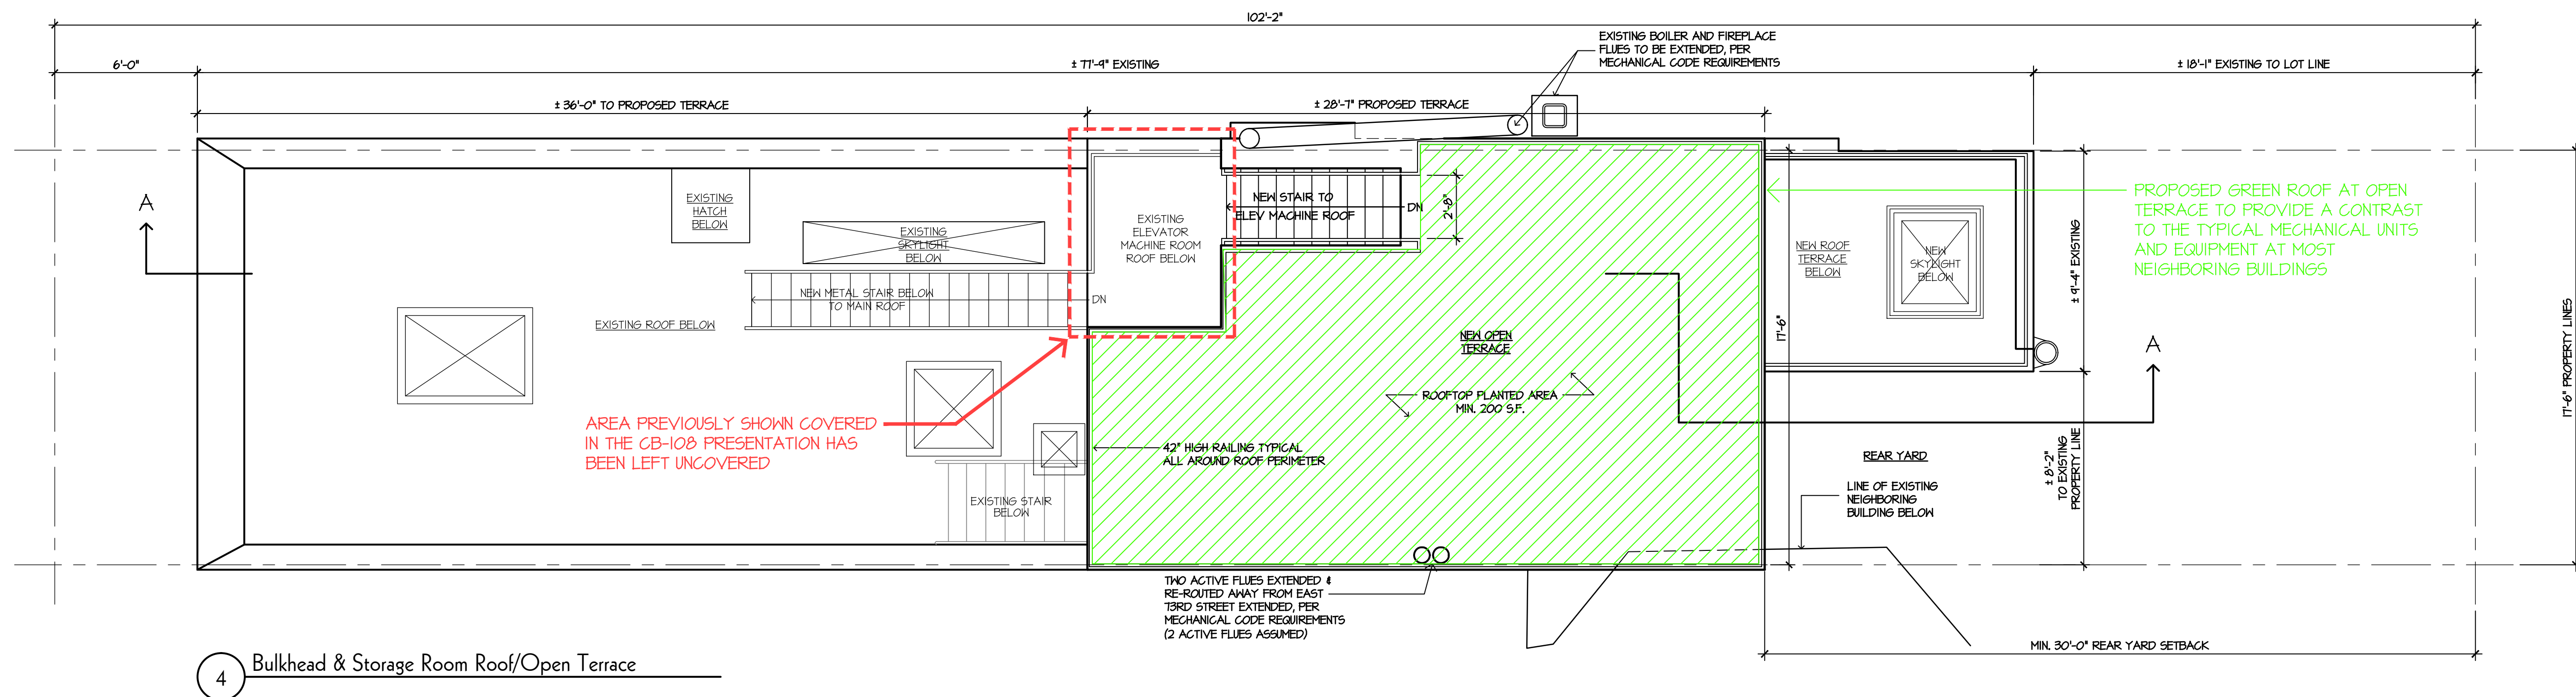 102'-2"
6'-0"
± 77'-9" EXISTING
± 18'-1" EXISTING TO LOT LINE
EXISTING BOILER AND FIREPLACE
FLUES TO BE EXTENDED, PER
MECHANICAL CODE REQUIREMENTS
± 36'-0" TO PROPOSED TERRACE
± 28'-7" PROPOSED TERRACE
A
EXISTING
HATCH
BELOW
EXISTING
SKYLIGHT
BELOW
EXISTING
ELEVATOR
MACHINE ROOM
ROOF BELOW
NEW STAIR TO
ELEV MACHINE ROOF
DN
2'-8"
NEW METAL STAIR BELOW
TO MAIN ROOF
DN
EXISTING ROOF BELOW
AREA PREVIOUSLY SHOWN COVERED
IN THE CB-108 PRESENTATION HAS
BEEN LEFT UNCOVERED
EXISTING STAIR
BELOW
42" HIGH RAILING TYPICAL
ALL AROUND ROOF PERIMETER
NEW OPEN
TERRACE
ROOFTOP PLANTED AREA
MIN. 200 S.F.
17'-6"
NEW ROOF
TERRACE
BELOW
NEW
SKYLIGHT
BELOW
± 9'-4" EXISTING
PROPOSED GREEN ROOF AT OPEN
TERRACE TO PROVIDE A CONTRAST
TO THE TYPICAL MECHANICAL UNITS
AND EQUIPMENT AT MOST
NEIGHBORING BUILDINGS
A
17'-6" PROPERTY LINES
± 8'-2"
TO EXISTING
PROPERTY LINE
REAR YARD
LINE OF EXISTING
NEIGHBORING
BUILDING BELOW
TWO ACTIVE FLUES EXTENDED &
RE-ROUTED AWAY FROM EAST
73RD STREET EXTENDED, PER
MECHANICAL CODE REQUIREMENTS
(2 ACTIVE FLUES ASSUMED)
MIN. 30'-0" REAR YARD SETBACK
4
Bulkhead & Storage Room Roof/Open Terrace